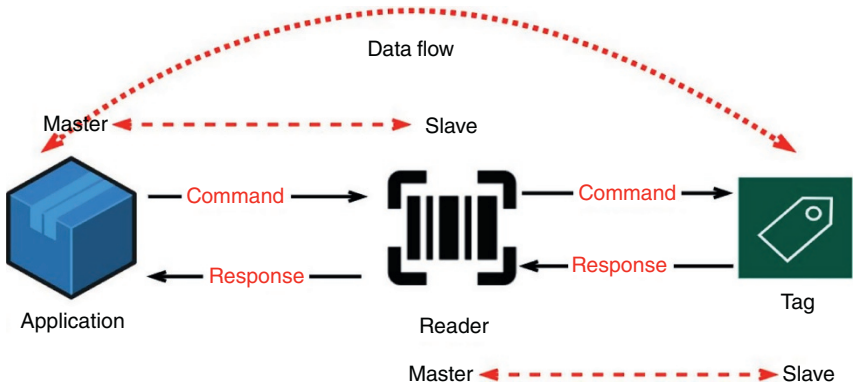 Data flow
Master Slave
Command Command
Response Response
Application Reader Tag
Master Slave